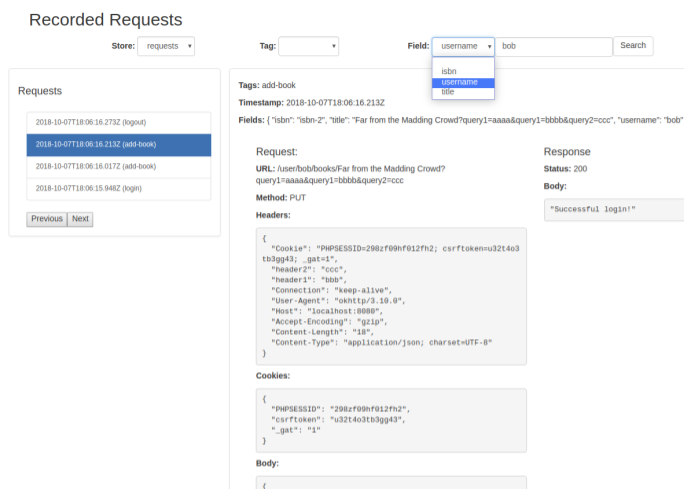 Recorded Requests
Store: requests Tag: Field: username bob Search
isbn
username
title
Requests
2018-10-07T18:06:16.273Z (logout)
2018-10-07T18:06:16.213Z (add-book)
2018-10-07T18:06:16.017Z (add-book)
2018-10-07T18:06:15.948Z (login)
Previous Next
Tags: add-book
Timestamp: 2018-10-07T18:06:16.213Z
Fields: { "isbn": "isbn-2", "title": "Far from the Madding Crowd?query1=aaaa&query1=bbbb&query2=ccc", "username": "bob"
Request:
URL: /user/bob/books/Far from the Madding Crowd?
query1=aaaa&query1=bbbb&query2=ccc
Method: PUT
Headers:
{
"Cookie": "PHPSESSID=298zf09hf012fh2; csrftoken=u32t4o3
tb3gg43; _gat=1",
"header2": "ccc",
"header1": "bbb",
"Connection": "keep-alive",
"User-Agent": "okhttp/3.10.0",
"Host": "localhost:8080",
"Accept-Encoding": "gzip",
"Content-Length": "18",
"Content-Type": "application/json; charset=UTF-8"
}
Cookies:
{
"PHPSESSID": "298zf09hf012fh2",
"csrftoken": "u32t4o3tb3gg43",
"_gat": "1"
}
Body:
{
Response
Status: 200
Body:
"Successful login!"